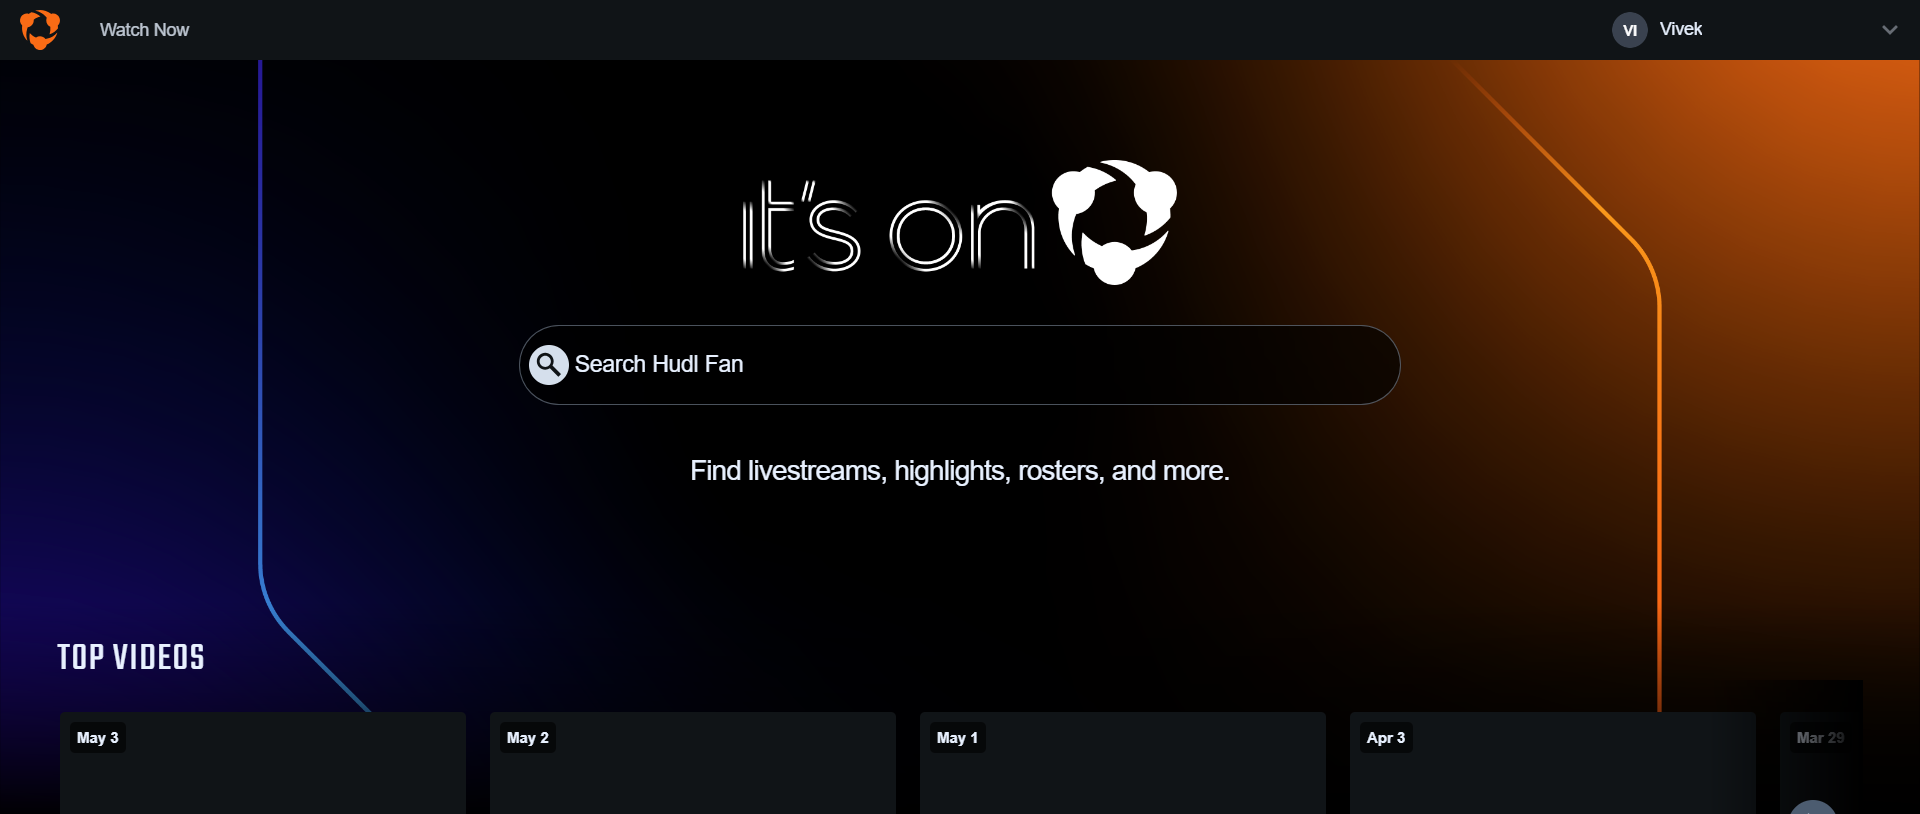 Watch Now
VI Vivek
it's on
Search Hudl Fan
Find livestreams, highlights, rosters, and more.
TOP VIDEOS
May 3
May 2
May 1
Apr 3
Mar 29